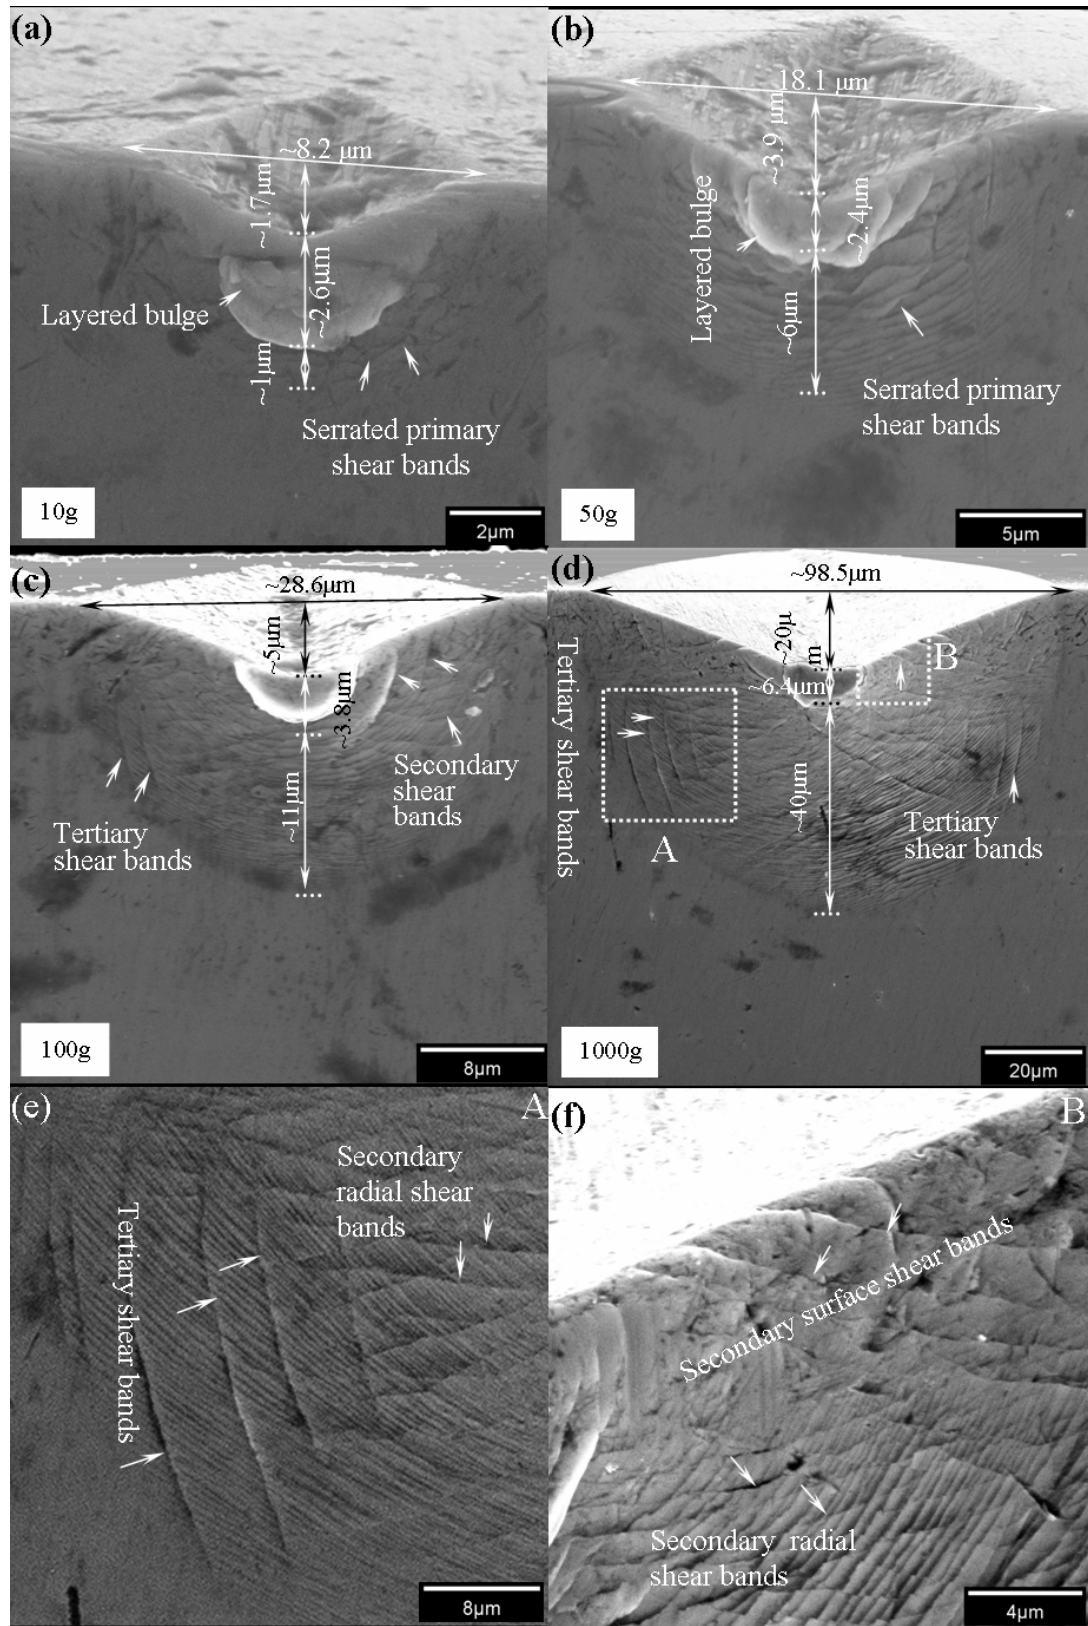 (a)
~8.2 μm
~1.7μm
~2.6μm
Layered bulge
~1μm
Serrated primary
shear bands
10g
2μm
(b)
18.1 μm
~3.9 μm
~2.4μm
Layered bulge
~6μm
Serrated primary
shear bands
50g
5μm
(c)
~28.6μm
~5μm
~3.8μm
Secondary
shear
bands
~11μm
Tertiary
shear bands
100g
8μm
(d)
~98.5μm
~20μ
m
B
~6.4μm
Tertiary shear bands
~40μm
Tertiary
shear bands
A
1000g
20μm
(e)
A
Secondary
radial shear
bands
Tertiary shear bands
8μm
(f)
B
Secondary surface shear bands
Secondary radial
shear bands
4μm